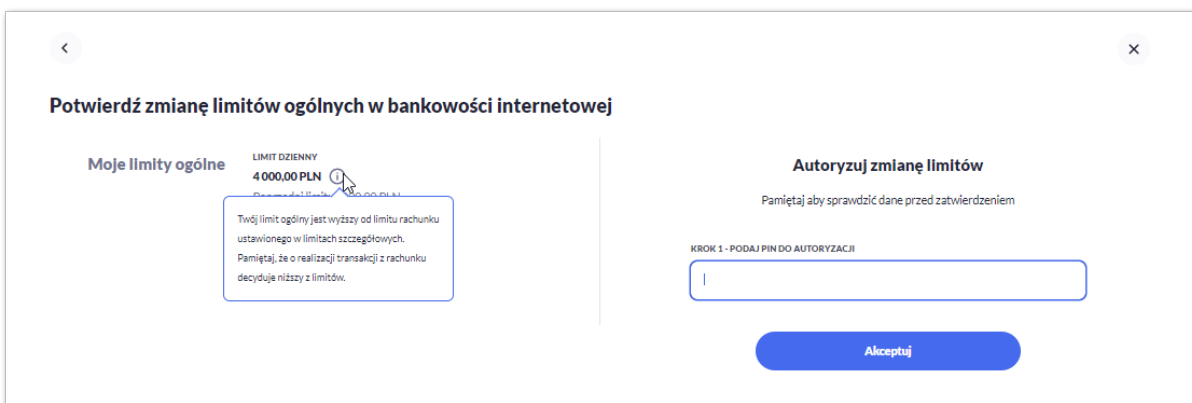 Potwierdź zmianę limitów ogólnych w bankowości internetowej
Moje limity ogólne
LIMIT DZIENNY
4 000,00 PLN
Twój limit ogólny jest wyższy od limitu rachunku
ustawionego w limitach szczegółowych.
Pamiętaj, że o realizacji transakcji z rachunku
decyduje niższy z limitów.
Autoryzuj zmianę limitów
Pamiętaj aby sprawdzić dane przed zatwierdzeniem
KROK 1 - PODAJ PIN DO AUTORYZACJI
Akceptuj